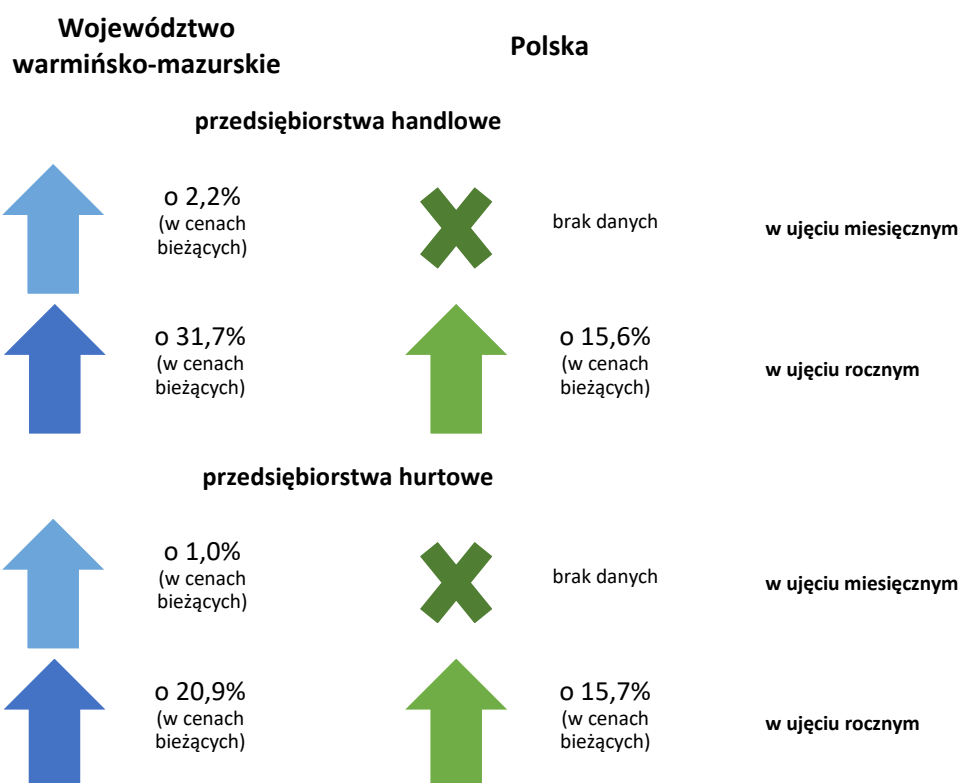 Województwo
warmińsko-mazurskie
Polska
przedsiębiorstwa handlowe
o 2,2%
(w cenach
bieżących)
brak danych
w ujęciu miesięcznym
o 31,7%
(w cenach
bieżących)
o 15,6%
(w cenach
bieżących)
w ujęciu rocznym
przedsiębiorstwa hurtowe
o 1,0%
(w cenach
bieżących)
brak danych
w ujęciu miesięcznym
o 20,9%
(w cenach
bieżących)
o 15,7%
(w cenach
bieżących)
w ujęciu rocznym